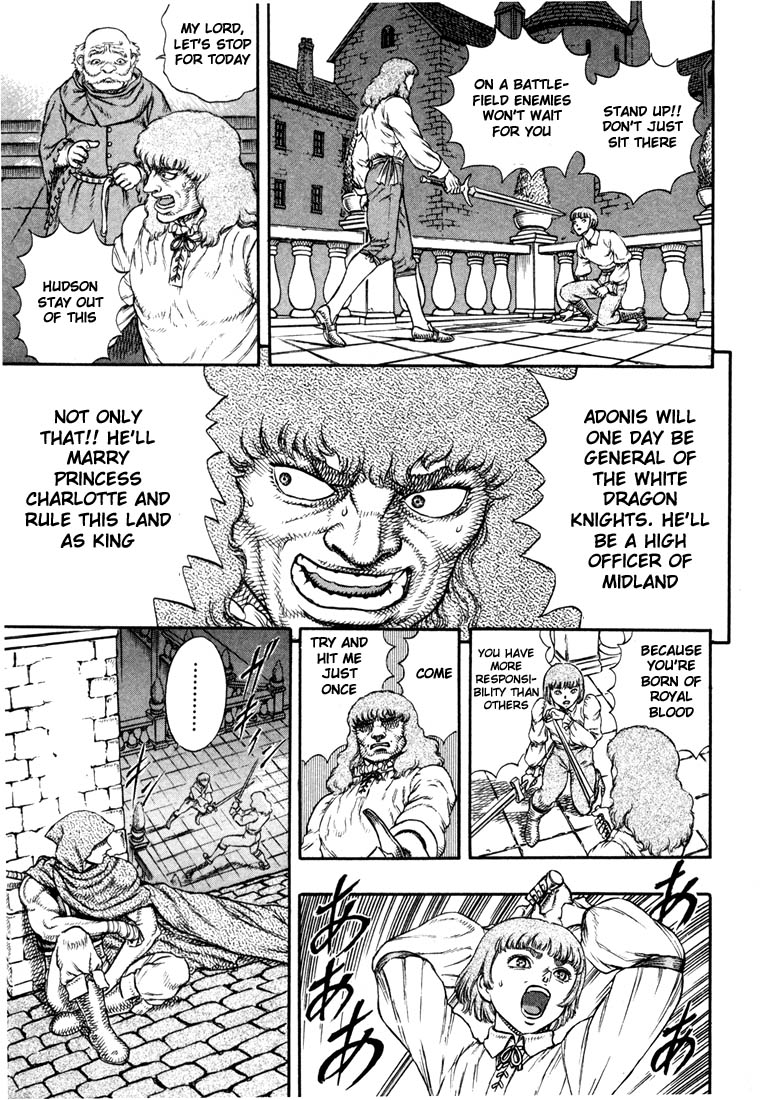 STAND UP!!
DON'T JUST
SIT THERE
ON A BATTLE-
FIELD ENEMIES
WON'T WAIT
FOR YOU
MY LORD,
LET'S STOP
FOR TODAY
HUDSON
STAY OUT
OF THIS
ADONIS WILL
ONE DAY BE
GENERAL OF
THE WHITE
DRAGON
KNIGHTS. HE'LL
BE A HIGH
OFFICER OF
MIDLAND
NOT ONLY
THAT!! HE'LL
MARRY
PRINCESS
CHARLOTTE AND
RULE THIS LAND
AS KING
BECAUSE
YOU'RE
BORN OF
ROYAL
BLOOD
YOU HAVE
MORE
RESPONSI-
BILITY THAN
OTHERS
COME
TRY AND
HIT ME
JUST
ONCE
あ
あ
あ
あ
あ
.........